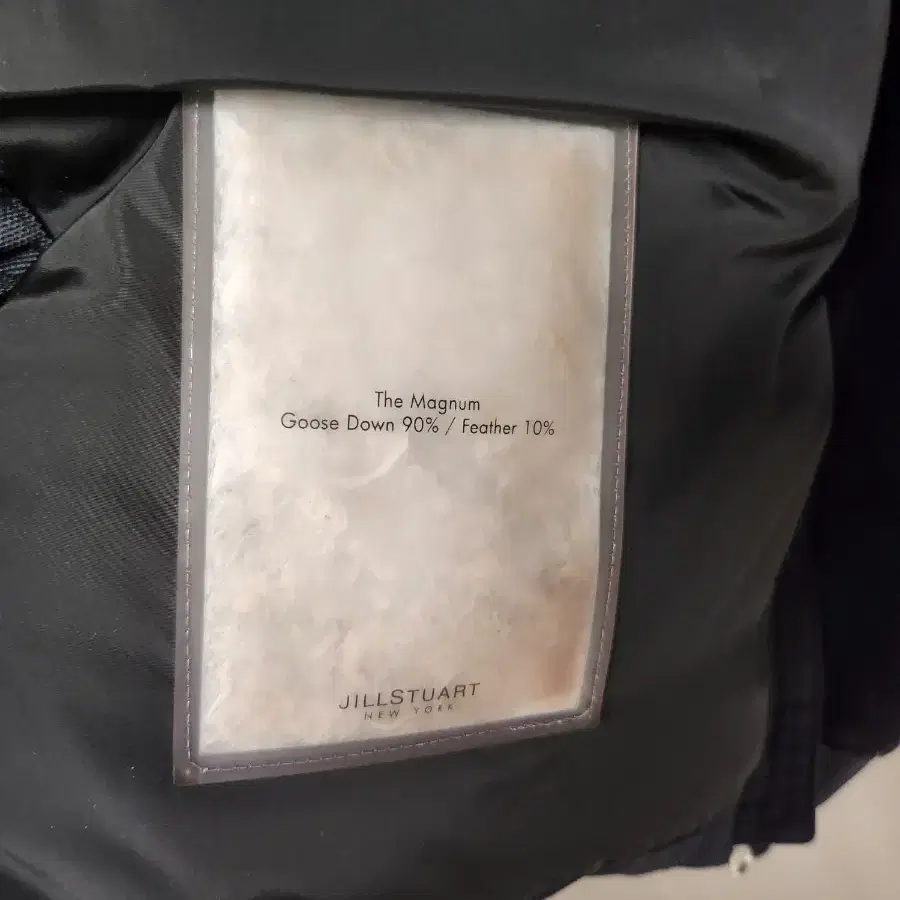 The Magnum
Goose Down 90% / Feather 10%
JILLSTUART
NEW YORK